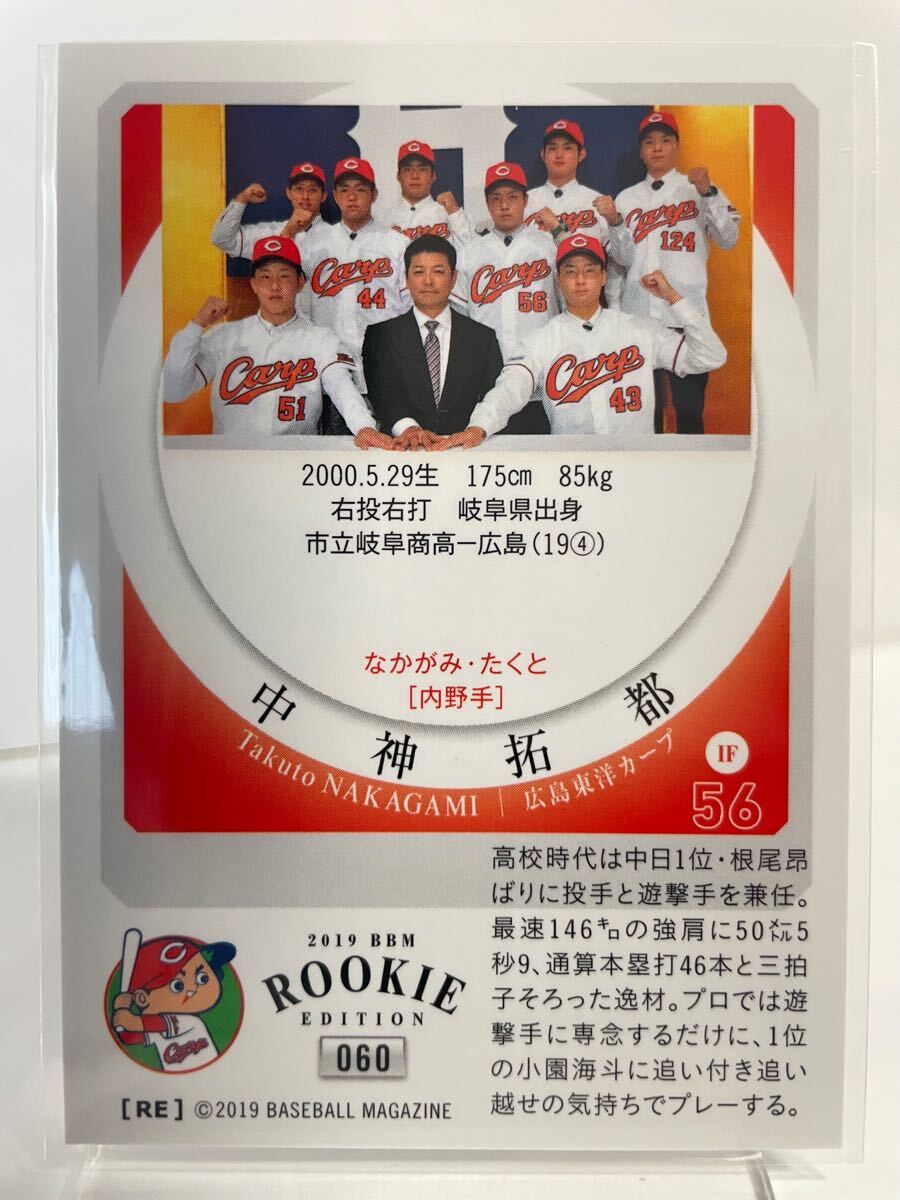 Carp
124
Carp
44
Carp
56
Carp
51
Carp
43
2000.5.29生 175cm 85kg
右投右打 岐阜県出身
市立岐阜商高ー広島(19④)
なかがみ・たくと
[内野手]
中神拓都
Takuto NAKAGAMI | 広島東洋カープ
IF
56
高校時代は中日1位・根尾昂
ばりに投手と遊撃手を兼任。
最速146㌔の強肩に50㍍5
秒9、通算本塁打46本と三拍
子そろった逸材。プロでは遊
撃手に専念するだけに、1位
の小園海斗に追い付き追い
越せの気持ちでプレーする。
2019 BBM
ROOKIE
EDITION
060
Carp
[RE] ©2019 BASEBALL MAGAZINE